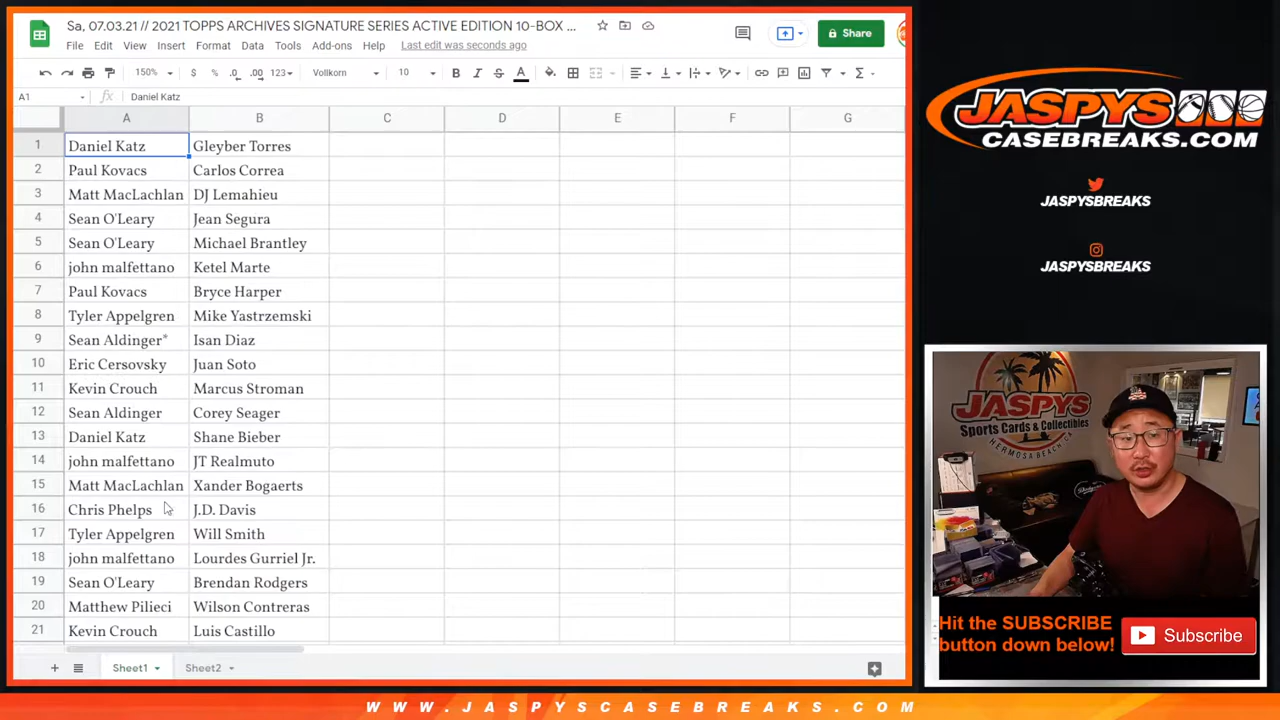 Sa, 07.03.21 // 2021 TOPPS ARCHIVES SIGNATURE SERIES ACTIVE EDITION 10-BOX ...
File Edit View Insert Format Data Tools Add-ons Help Last edit was seconds ago
Share
150% $ % .0 .00 123 Vollkorn 10 B I S A
A1 fx Daniel Katz
A B C D E F G
1 Daniel Katz Gleyber Torres
2 Paul Kovacs Carlos Correa
3 Matt MacLachlan DJ Lemahieu
4 Sean O'Leary Jean Segura
5 Sean O'Leary Michael Brantley
6 john malfettano Ketel Marte
7 Paul Kovacs Bryce Harper
8 Tyler Appelgren Mike Yastrzemski
9 Sean Aldinger* Isan Diaz
10 Eric Cersovsky Juan Soto
11 Kevin Crouch Marcus Stroman
12 Sean Aldinger Corey Seager
13 Daniel Katz Shane Bieber
14 john malfettano JT Realmuto
15 Matt MacLachlan Xander Bogaerts
16 Chris Phelps J.D. Davis
17 Tyler Appelgren Will Smith
18 john malfettano Lourdes Gurriel Jr.
19 Sean O'Leary Brendan Rodgers
20 Matthew Pilieci Wilson Contreras
21 Kevin Crouch Luis Castillo
Sheet1 Sheet2
JASPYS
CASEBREAKS.COM
JASPYSBREAKS
JASPYSBREAKS
JASPYS
Sports Cards & Collectibles
HERMOSA BEACH, CA
Hit the SUBSCRIBE
button down below!
Subscribe
WWW.JASPYSCASEBREAKS.COM